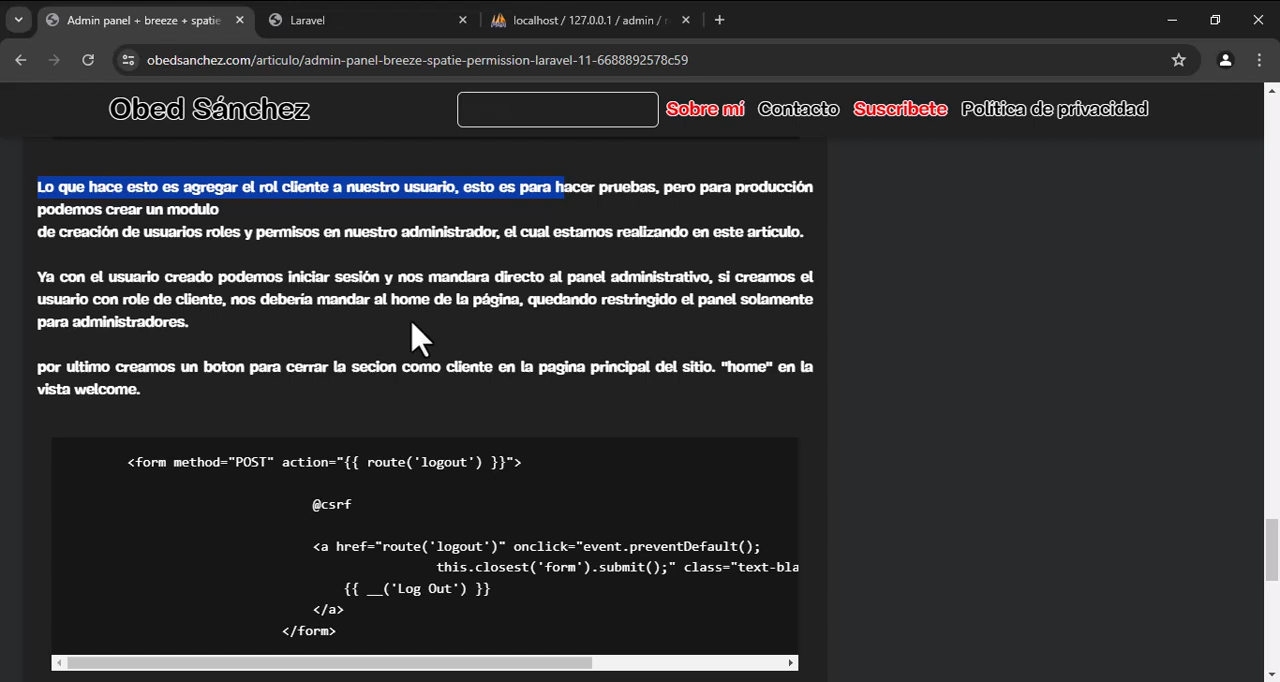 Admin panel + breeze + spatie
Laravel
localhost / 127.0.0.1 / admin /
obedsanchez.com/articulo/admin-panel-breeze-spatie-permission-laravel-11-6688892578c59
Obed Sánchez
Sobre mí
Contacto
Suscribete
Política de privacidad
Lo que hace esto es agregar el rol cliente a nuestro usuario, esto es para hacer pruebas, pero para producción
podemos crear un modulo
de creación de usuarios roles y permisos en nuestro administrador, el cual estamos realizando en este artículo.
Ya con el usuario creado podemos iniciar sesión y nos mandara directo al panel administrativo, si creamos el
usuario con role de cliente, nos debería mandar al home de la página, quedando restringido el panel solamente
para administradores.
por ultimo creamos un boton para cerrar la secion como cliente en la pagina principal del sitio. "home" en la
vista welcome.
<form method="POST" action="{{ route('logout') }}">
@csrf
<a href="route('logout')" onclick="event.preventDefault();
this.closest('form').submit();" class="text-bla
{{ __('Log Out') }}
</a>
</form>